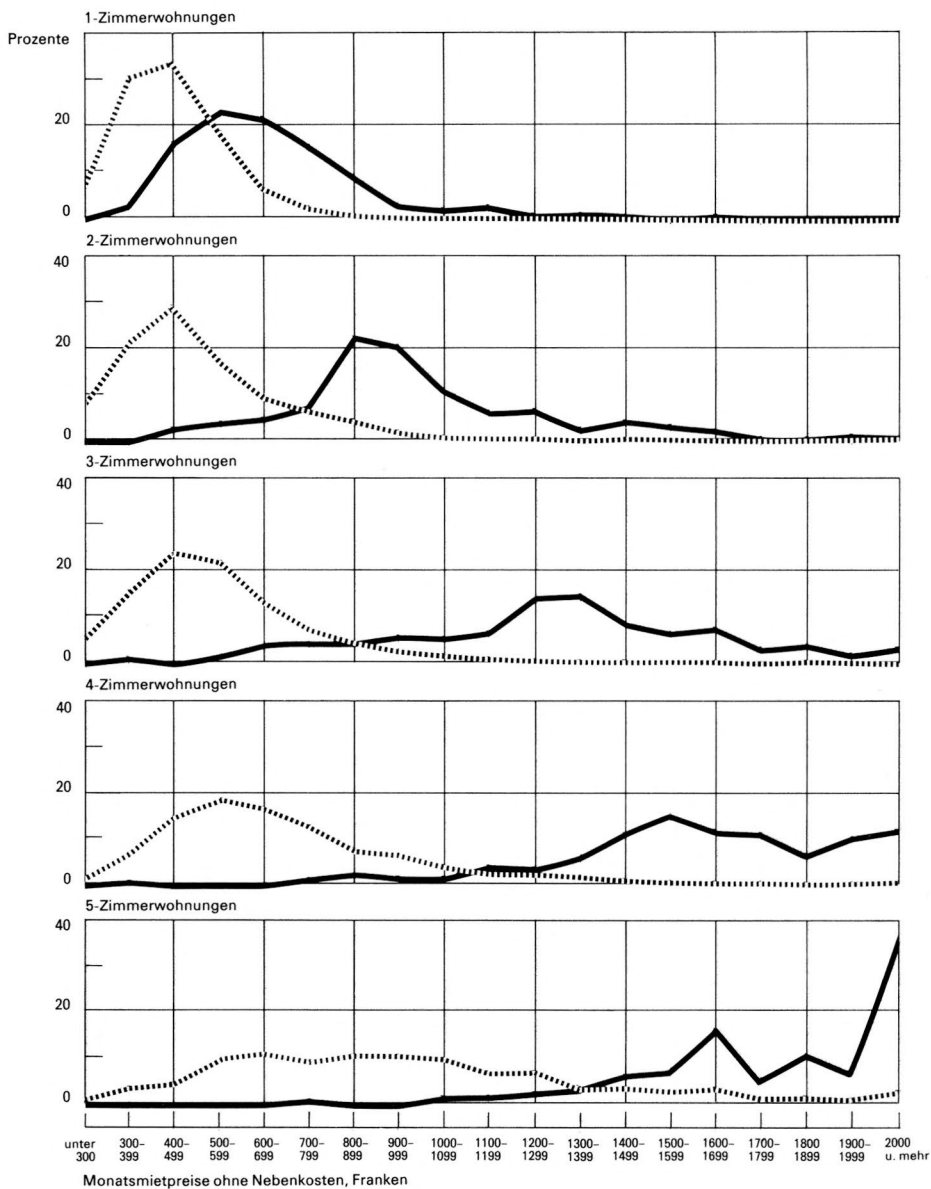 1-Zimmerwohnungen
Prozente
20
0
2-Zimmerwohnungen
40
20
0
3-Zimmerwohnungen
40
20
0
4-Zimmerwohnungen
40
20
0
5-Zimmerwohnungen
40
20
0
unter 300- 400- 500- 600- 700- 800- 900- 1000- 1100- 1200- 1300- 1400- 1500- 1600- 1700- 1800- 1900- 2000
300 399 499 599 699 799 899 999 1099 1199 1299 1399 1499 1599 1699 1799 1899 1999 u. mehr
Monatsmietpreise ohne Nebenkosten, Franken